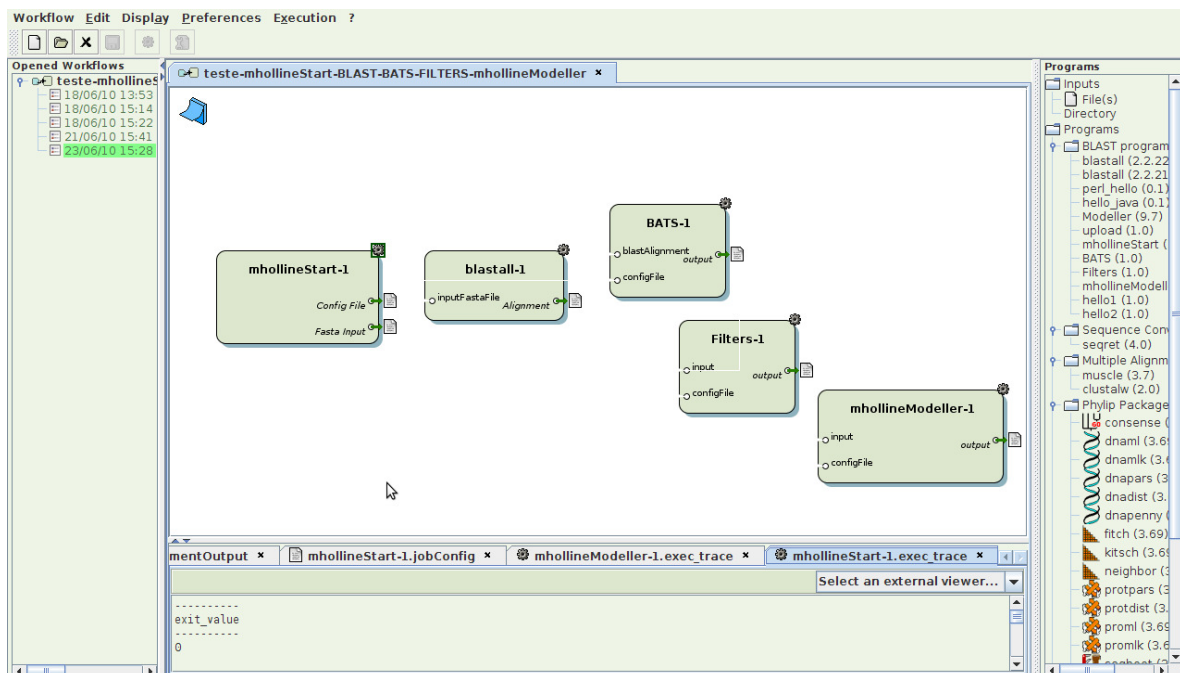 Workflow Edit Display Preferences Execution ?
Opened Workflows
teste-mhollineS
18/06/10 13:53
18/06/10 15:14
18/06/10 15:22
21/06/10 15:41
23/06/10 15:28
teste-mhollineStart-BLAST-BATS-FILTERS-mhollineModeller ×
mhollineStart-1
Config File
Fasta Input
blastall-1
inputFastaFile
Alignment
BATS-1
blastAlignment
output
configFile
Filters-1
input
output
configFile
mhollineModeller-1
input
output
configFile
mentOutput × mhollineStart-1.jobConfig × mhollineModeller-1.exec_trace × mhollineStart-1.exec_trace ×
Select an external viewer...
----------
exit_value
----------
0
Programs
Inputs
File(s)
Directory
Programs
BLAST program
blastall (2.2.22
blastall (2.2.21
perl_hello (0.1)
hello_java (0.1)
Modeller (9.7)
upload (1.0)
mhollineStart (
BATS (1.0)
Filters (1.0)
mhollineModell
hello1 (1.0)
hello2 (1.0)
Sequence Con
seqret (4.0)
Multiple Alignm
muscle (3.7)
clustalw (2.0)
Phylip Package
consense (
dnaml (3.69
dnamlk (3.6
dnapars (3
dnadist (3.
dnapenny (
fitch (3.69)
kitsch (3.69
neighbor (3
protpars (3
protdist (3.
proml (3.69
promlk (3.6